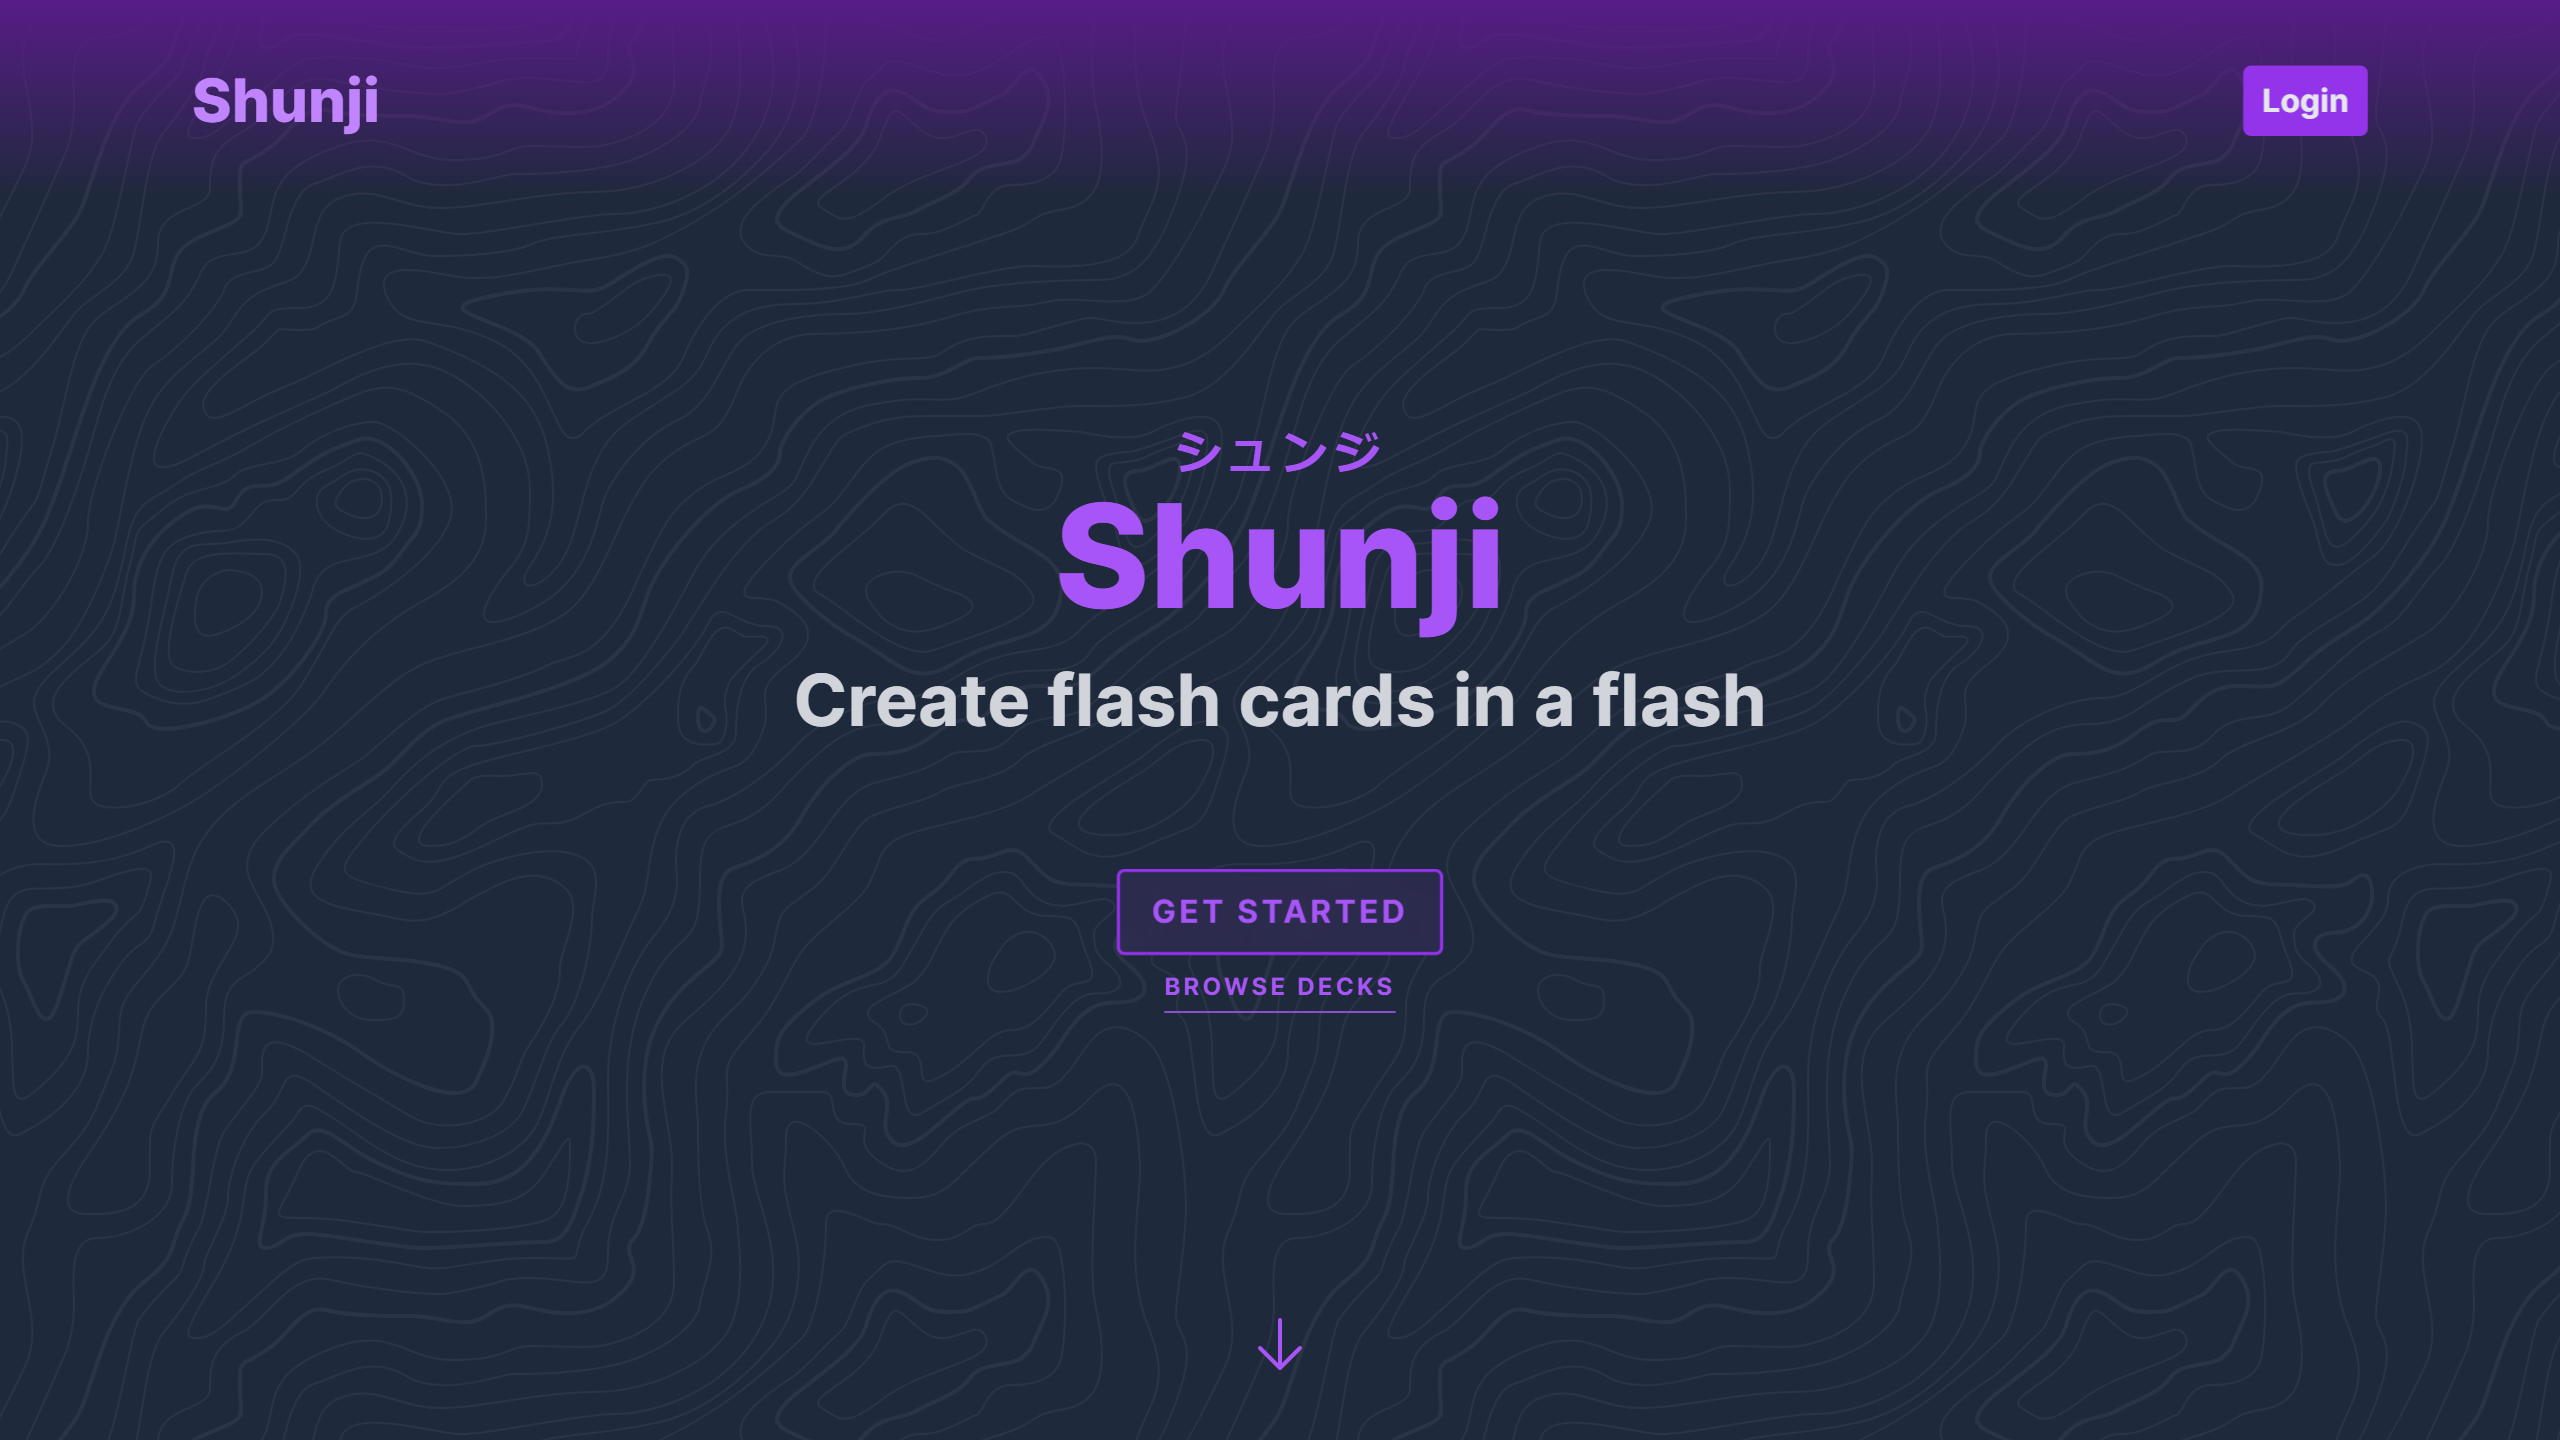 Shunji
Login
シュンジ
Shunji
Create flash cards in a flash
GET STARTED
BROWSE DECKS